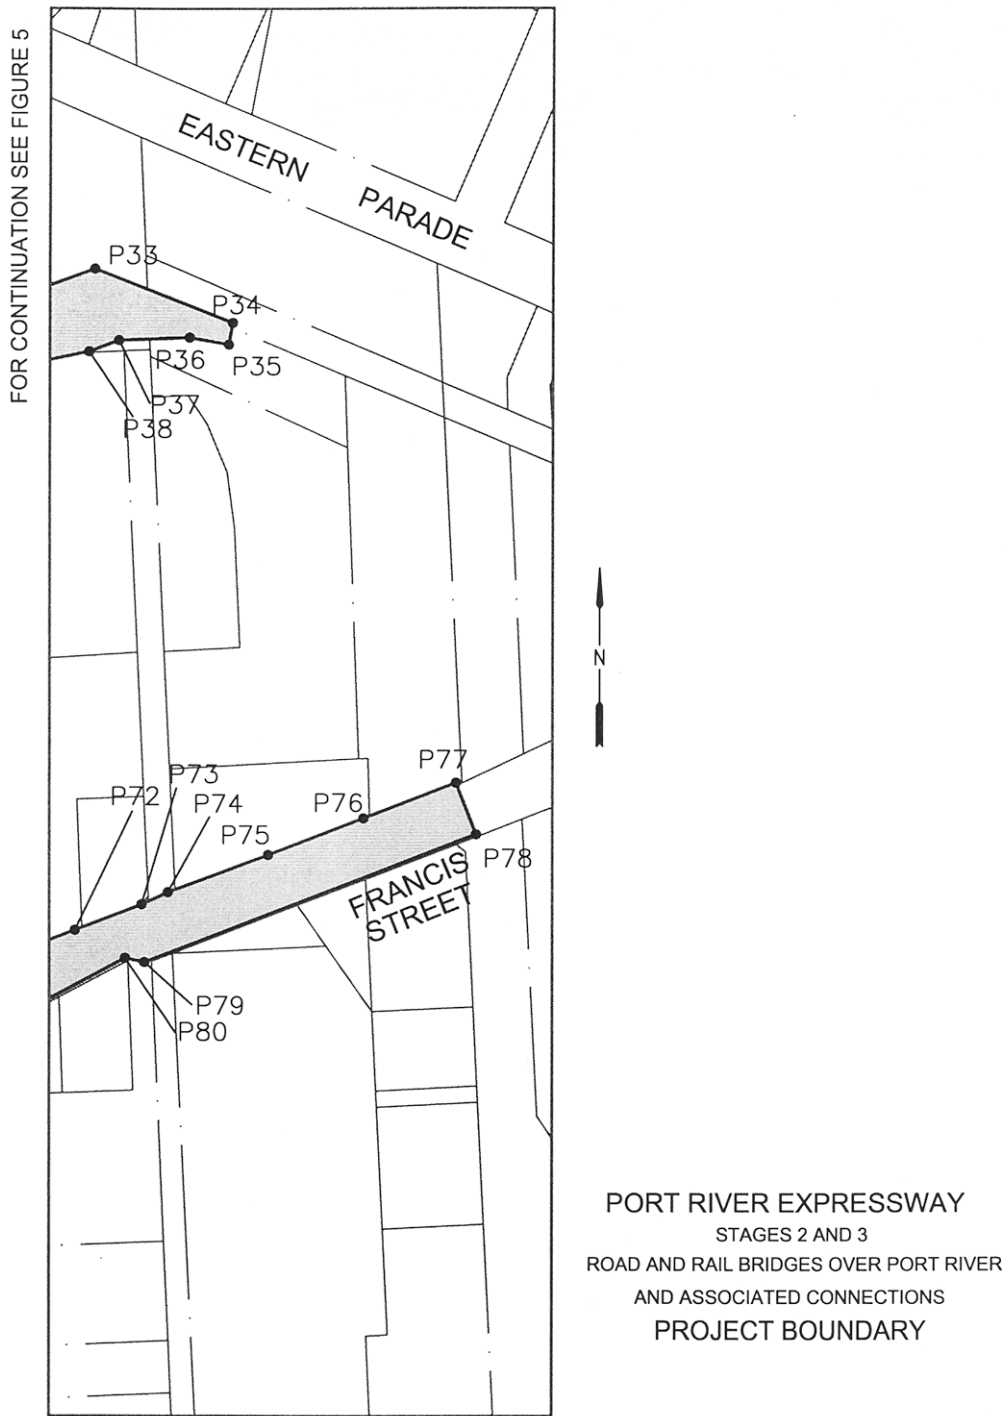 FOR CONTINUATION SEE FIGURE 5
EASTERN PARADE
P33
P34
P36
P35
P37
P38
N
P77
P73
P72
P74
P76
P75
P78
FRANCIS
STREET
P79
P80
PORT RIVER EXPRESSWAY
STAGES 2 AND 3
ROAD AND RAIL BRIDGES OVER PORT RIVER
AND ASSOCIATED CONNECTIONS
PROJECT BOUNDARY